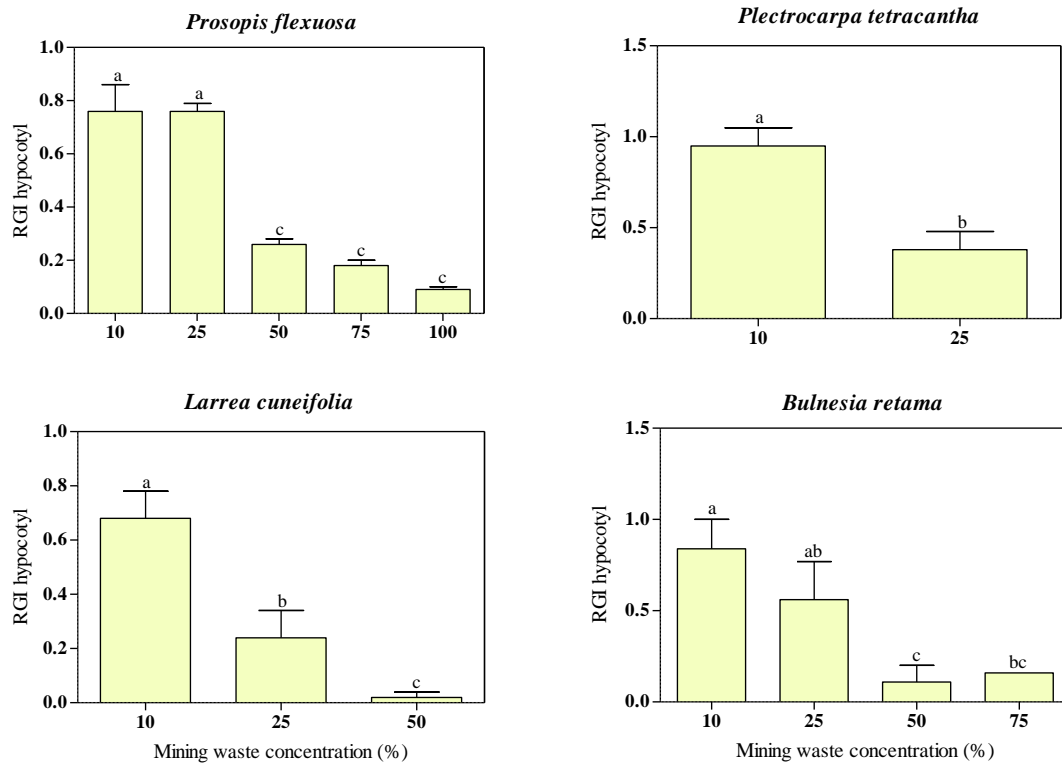 Prosopis flexuosa
RGI hypocotyl
1.0
0.8
0.6
0.4
0.2
0.0
a
a
c
c
c
10 25 50 75 100
Plectrocarpa tetracantha
RGI hypocotyl
1.5
1.0
0.5
0.0
a
b
10 25
Larrea cuneifolia
RGI hypocotyl
1.0
0.8
0.6
0.4
0.2
0.0
a
b
c
10 25 50
Mining waste concentration (%)
Bulnesia retama
RGI hypocotyl
1.5
1.0
0.5
0.0
a
ab
c
bc
10 25 50 75
Mining waste concentration (%)